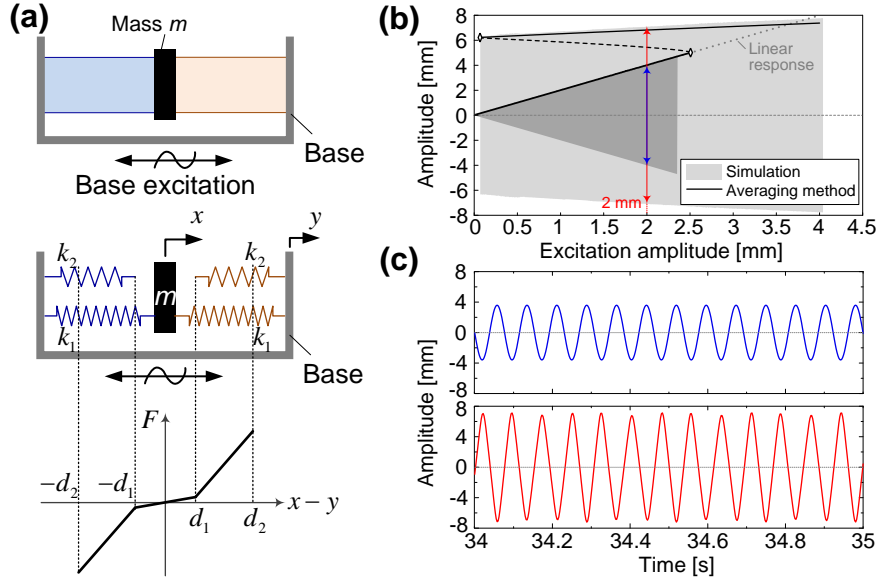 (a)
Mass m
Base
Base excitation
x
y
k2
k2
m
k1
k1
Base
F
−d2
−d1
x − y
d1
d2
(b)
Amplitude [mm]
8
6
4
2
0
2
4
6
-8
Linear
response
Simulation
Averaging method
2 mm
0
0.5
1
1.5
2
2.5
3
3.5
4
4.5
Excitation amplitude [mm]
(c)
Amplitude [mm]
8
4
0
-4
-8
8
4
0
-4
-8
34
34.2
34.4
34.6
34.8
35
Time [s]